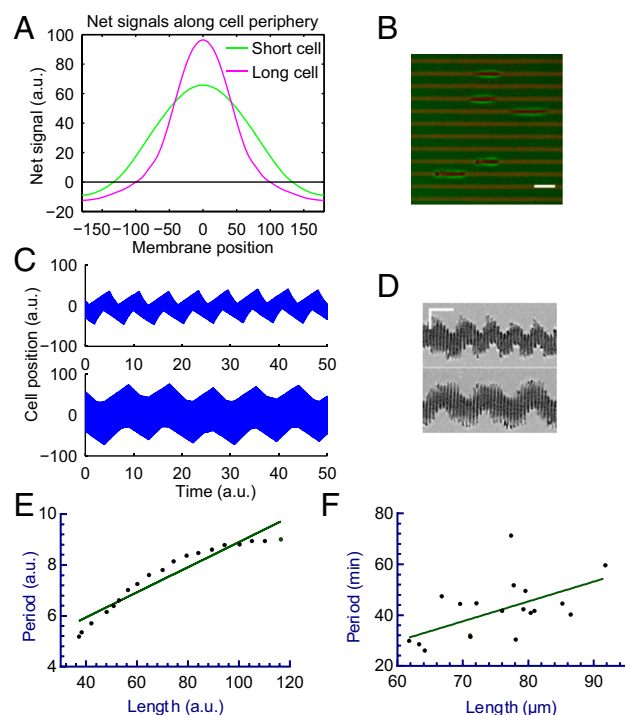 A
Net signals along cell periphery
100
80
60
40
20
0
−20
Net signal (a.u.)
Short cell
Long cell
−150 −100 −50 0 50 100 150
Membrane position
B
C
100
0
−100
0 10 20 30 40 50
100
0
−100
0 10 20 30 40 50
Cell position (a.u.)
Time (a.u.)
D
E
10
8
6
4
Period (a.u.)
40 60 80 100 120
Length (a.u.)
F
80
60
40
20
Period (min)
60 70 80 90
Length (µm)